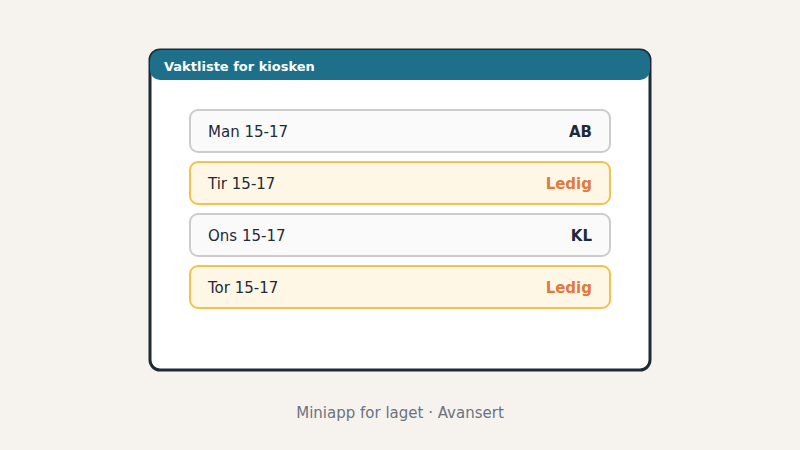 Vaktliste for kiosken
Man 15-17 AB
Tir 15-17 Ledig
Ons 15-17 KL
Tor 15-17 Ledig
Miniapp for laget · Avansert